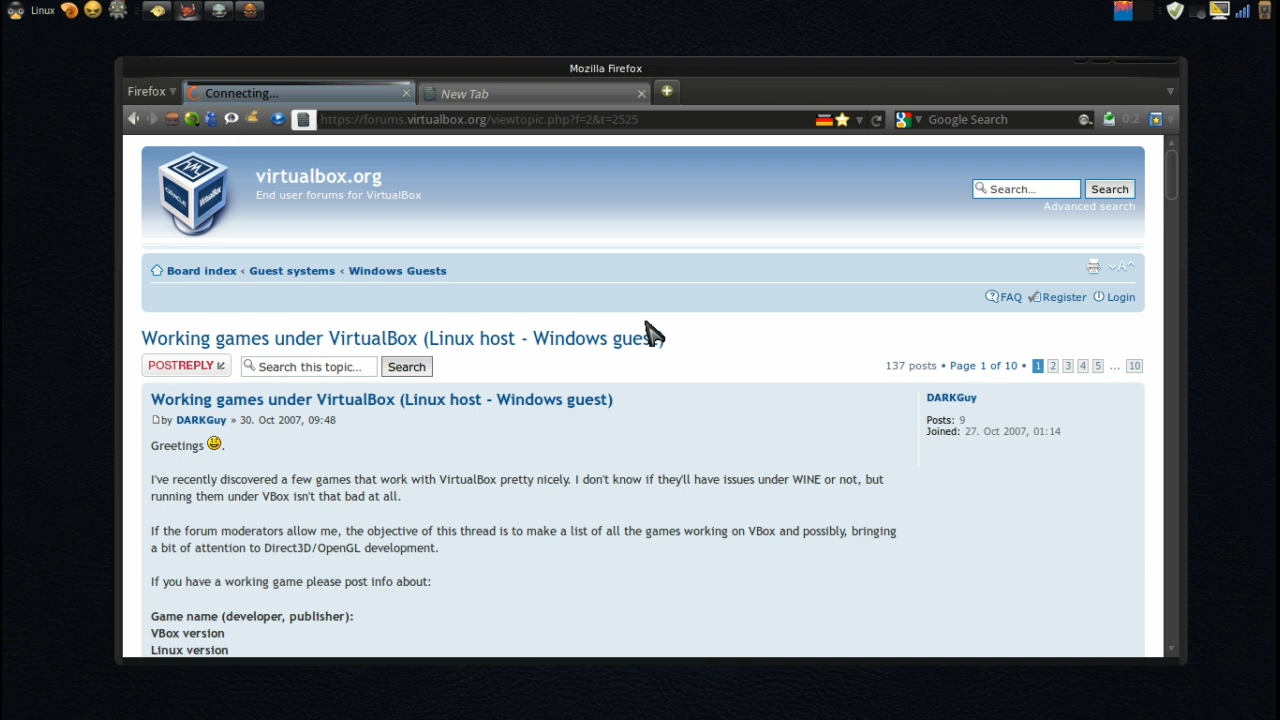 Linux
Mozilla Firefox
Firefox
Connecting...
New Tab
https://forums.virtualbox.org/viewtopic.php?f=2&t=2525
Google Search
0:2
ORACLE
VirtualBox
virtualbox.org
End user forums for VirtualBox
Search...
Search
Advanced search
Board index ‹ Guest systems ‹ Windows Guests
FAQ Register Login
Working games under VirtualBox (Linux host - Windows guest)
POSTREPLY
Search this topic...
Search
137 posts • Page 1 of 10 • 1 2 3 4 5 ... 10
Working games under VirtualBox (Linux host - Windows guest)
by DARKGuy » 30. Oct 2007, 09:48
DARKGuy
Posts: 9
Joined: 27. Oct 2007, 01:14
Greetings .
I've recently discovered a few games that work with VirtualBox pretty nicely. I don't know if they'll have issues under WINE or not, but
running them under VBox isn't that bad at all.
If the forum moderators allow me, the objective of this thread is to make a list of all the games working on VBox and possibly, bringing
a bit of attention to Direct3D/OpenGL development.
If you have a working game please post info about:
Game name (developer, publisher):
VBox version
Linux version